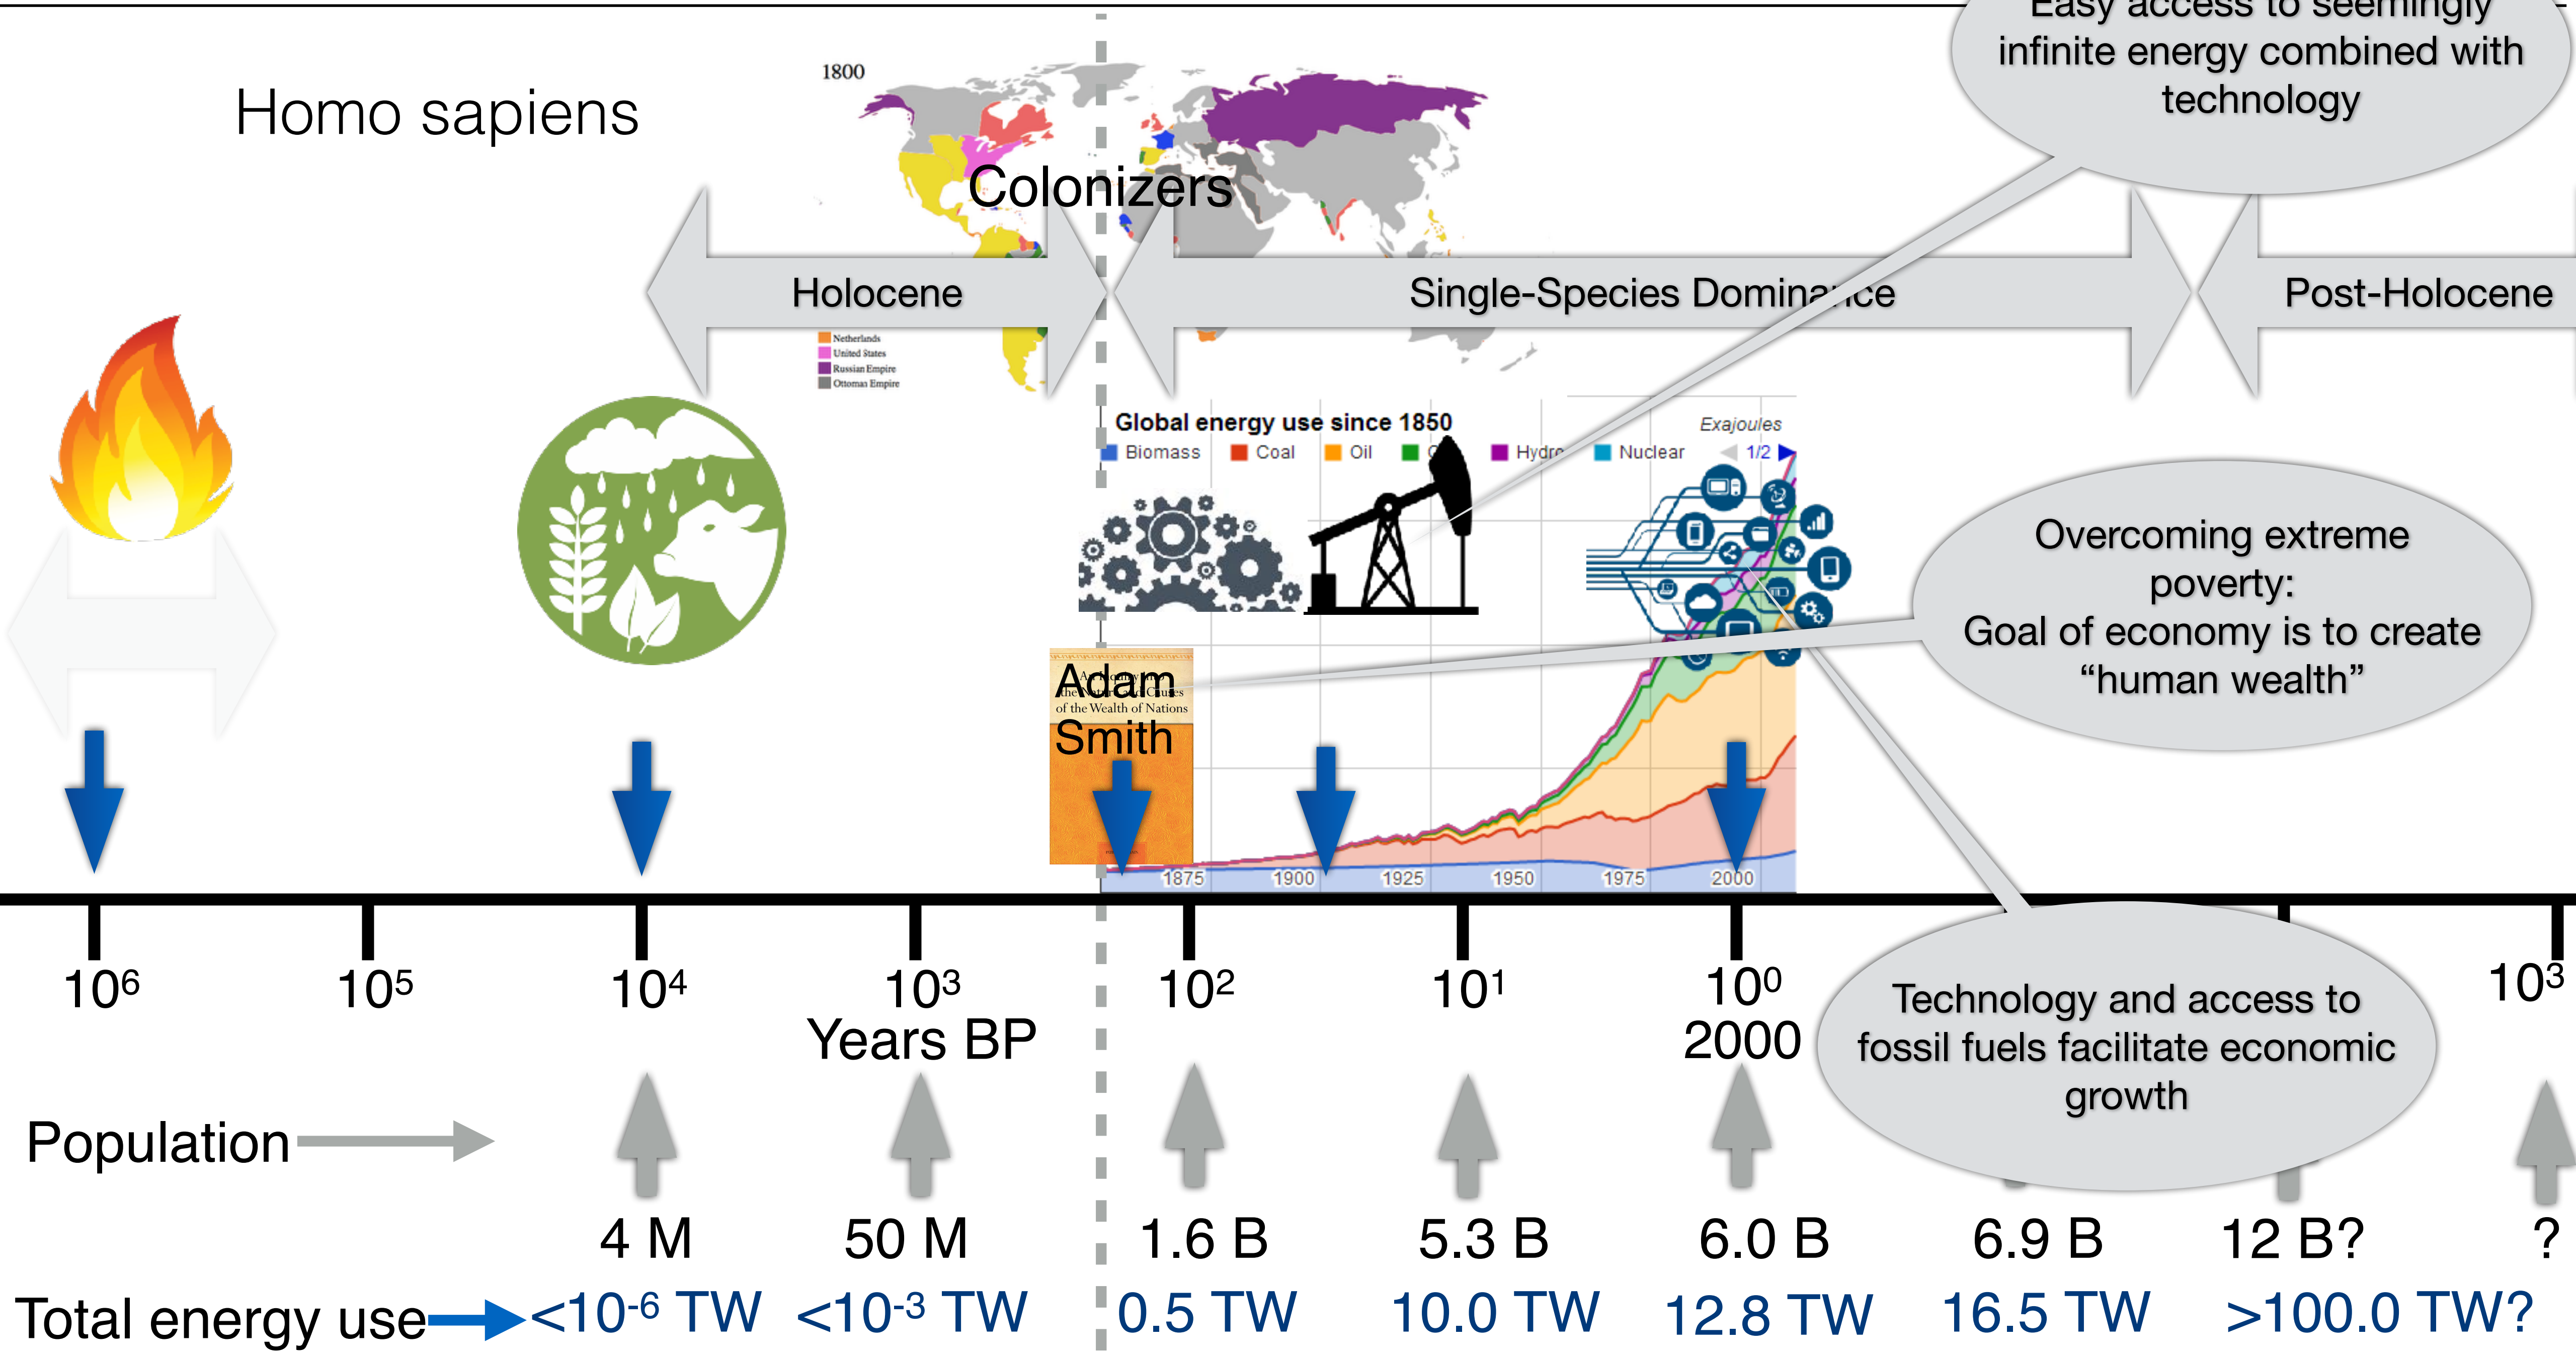 Easy access to seemingly
infinite energy combined with
technology
1800
Homo sapiens
Colonizers
Holocene
Single-Species Dominance
Post-Holocene
Netherlands
United States
Russian Empire
Ottoman Empire
Global energy use since 1850
Exajoules
Biomass
Coal
Oil
Hydro
Nuclear
1/2
Overcoming extreme
poverty:
Goal of economy is to create
“human wealth”
Adam
the Nature and Causes
of the Wealth of Nations
Smith
1875
1900
1925
1950
1975
2000
10⁶
10⁵
10⁴
10³
10²
10¹
10⁰
10³
Years BP
2000
Technology and access to
fossil fuels facilitate economic
growth
Population
4 M
50 M
1.6 B
5.3 B
6.0 B
6.9 B
12 B?
?
Total energy use
<10⁻⁶ TW
<10⁻³ TW
0.5 TW
10.0 TW
12.8 TW
16.5 TW
>100.0 TW?